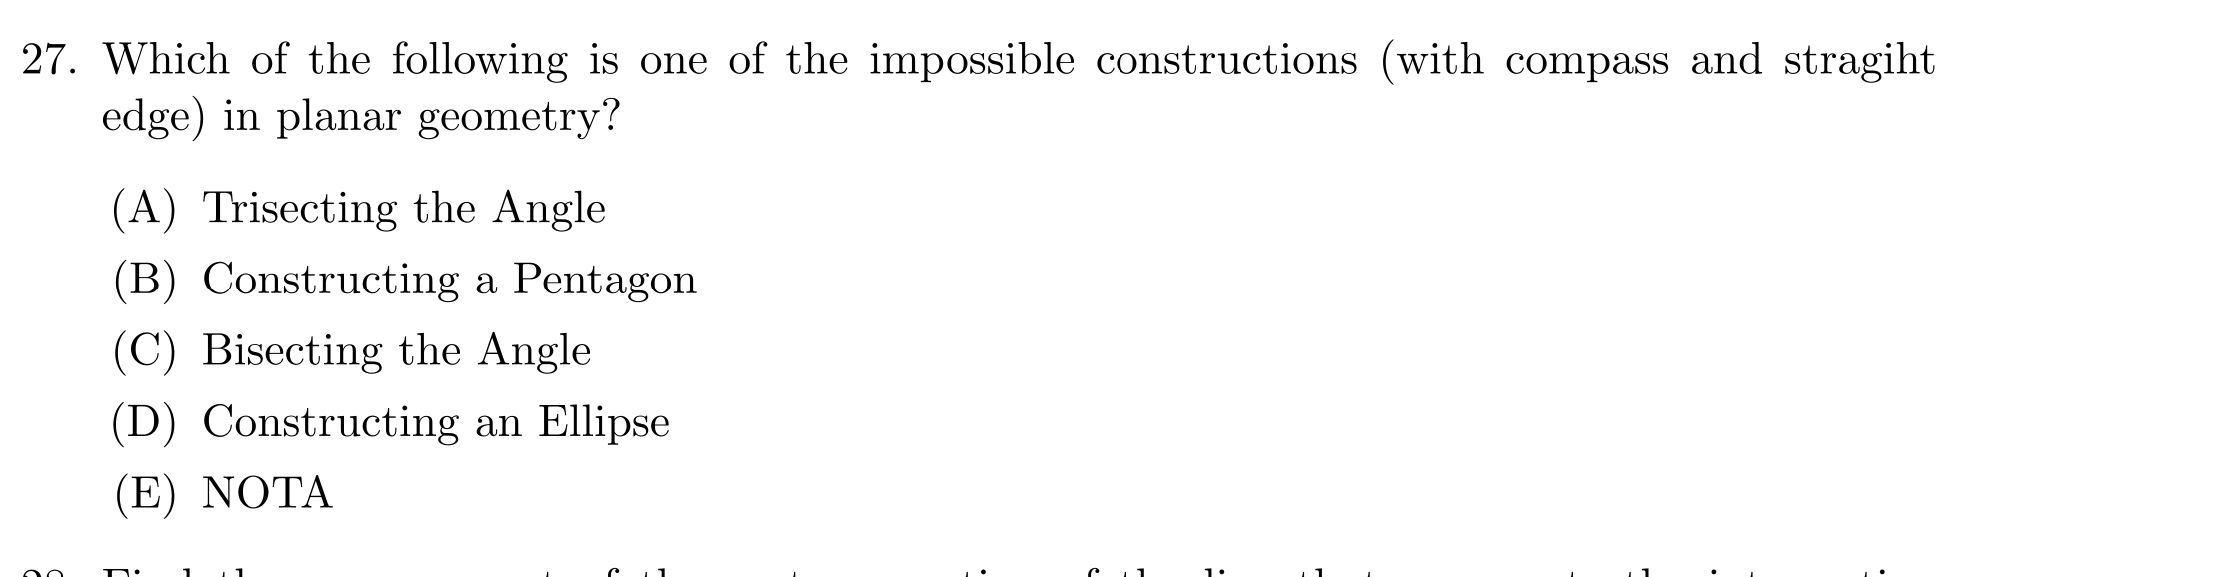 27. Which of the following is one of the impossible constructions (with compass and stragiht
edge) in planar geometry?
(A) Trisecting the Angle
(B) Constructing a Pentagon
(C) Bisecting the Angle
(D) Constructing an Ellipse
(E) NOTA